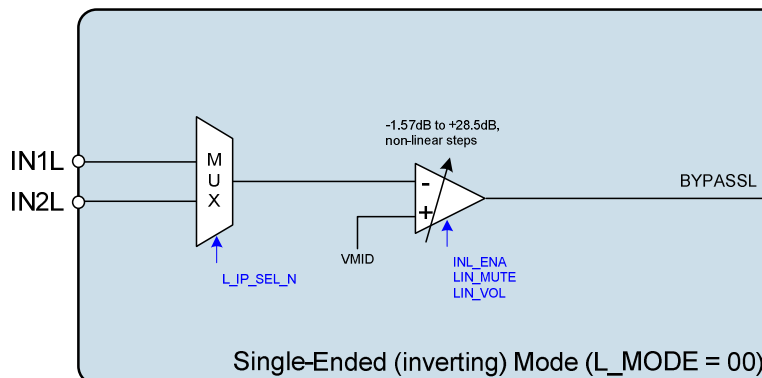 -1.57dB to +28.5dB,
non-linear steps
IN1L
IN2L
M
U
X
-
+
BYPASSL
VMID
L_IP_SEL_N
INL_ENA
LIN_MUTE
LIN_VOL
Single-Ended (inverting) Mode (L_MODE = 00)